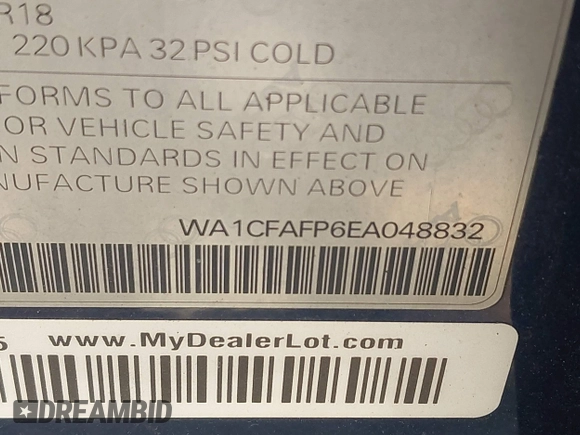 R18
220 KPA 32 PSI COLD
FORMS TO ALL APPLICABLE
OR VEHICLE SAFETY AND
N STANDARDS IN EFFECT ON
NUFACTURE SHOWN ABOVE
WA1CFAFP6EA048832
5 www.MyDealerLot.com
DREAMBID